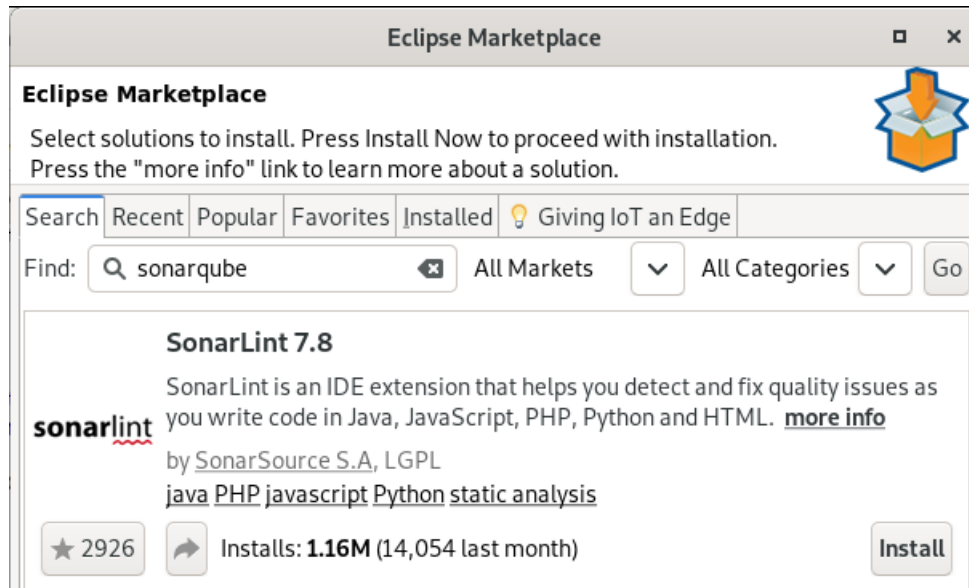 Eclipse Marketplace
Eclipse Marketplace
Select solutions to install. Press Install Now to proceed with installation.
Press the "more info" link to learn more about a solution.
Search Recent Popular Favorites Installed Giving IoT an Edge
Find: sonarqube All Markets All Categories Go
SonarLint 7.8
SonarLint is an IDE extension that helps you detect and fix quality issues as
you write code in Java, JavaScript, PHP, Python and HTML. more info
sonarlint
by SonarSource S.A, LGPL
java PHP javascript Python static analysis
2926 Installs: 1.16M (14,054 last month) Install